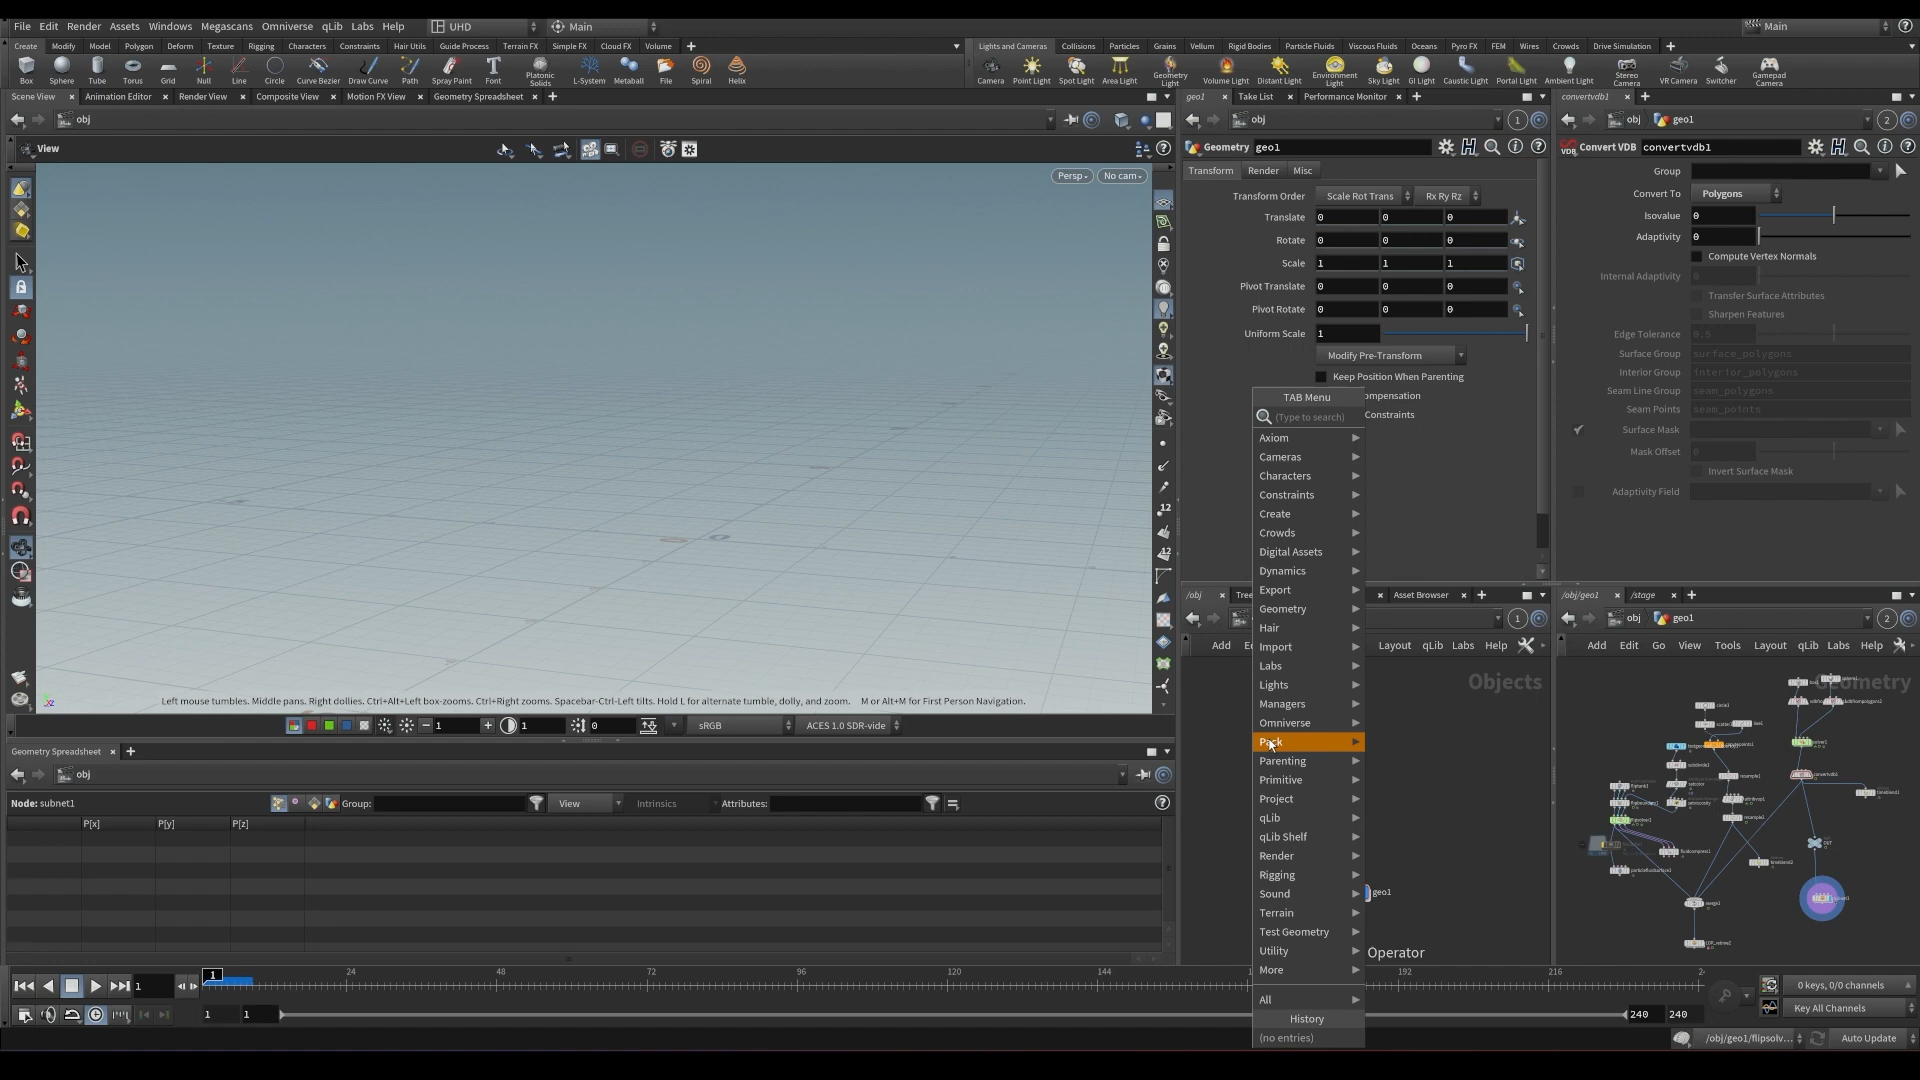 File Edit Render Assets Windows Megascans Omniverse qLib Labs Help UHD Main Main
Create Modify Model Polygon Deform Texture Rigging Characters Constraints Hair Utils Guide Process Terrain FX Simple FX Cloud FX Volume
Lights and Cameras Collisions Particles Grains Vellum Rigid Bodies Particle Fluids Viscous Fluids Oceans Pyro FX FEM Wires Crowds Drive Simulation
Box Sphere Tube Torus Grid Null Line Circle Curve Bezier Draw Curve Path Spray Paint Font Platonic Solids L-System Metaball File Spiral Helix
Camera Point Light Spot Light Area Light Geometry Light Volume Light Distant Light Environment Light Sky Light GI Light Caustic Light Portal Light Ambient Light Stereo Camera VR Camera Switcher Gamepad Camera
Scene View Animation Editor Render View Composite View Motion FX View Geometry Spreadsheet
geo1 Take List Performance Monitor
convertvdb1
obj
obj 1
obj geo1 2
View
Persp No cam
Geometry geo1
Transform Render Misc
Transform Order Scale Rot Trans Rx Ry Rz
Translate 0 0 0
Rotate 0 0 0
Scale 1 1 1
Pivot Translate 0 0 0
Pivot Rotate 0 0 0
Uniform Scale 1
Modify Pre-Transform
Keep Position When Parenting
ompensation
Constraints
VDB Convert VDB convertvdb1
Group
Convert To Polygons
Isovalue 0
Adaptivity 0
Compute Vertex Normals
Internal Adaptivity 0
Transfer Surface Attributes
Sharpen Features
Edge Tolerance 0.5
Surface Group surface_polygons
Interior Group interior_polygons
Seam Line Group seam_polygons
Seam Points seam_points
Surface Mask
Mask Offset 0
Invert Surface Mask
Adaptivity Field
TAB Menu
(Type to search)
Axiom
Cameras
Characters
Constraints
Create
Crowds
Digital Assets
Dynamics
Export
Geometry
Hair
Import
Labs
Lights
Managers
Omniverse
Pack
Parenting
Primitive
Project
qLib
qLib Shelf
Render
Rigging
Sound
Terrain
Test Geometry
Utility
More
All
History
(no entries)
12
12
Left mouse tumbles. Middle pans. Right dollies. Ctrl+Alt+Left box-zooms. Ctrl+Right zooms. Spacebar-Ctrl-Left tilts. Hold L for alternate tumble, dolly, and zoom. M or Alt+M for First Person Navigation.
1 1 0 sRGB ACES 1.0 SDR-vide
/obj Tree Asset Browser
1
Add Layout qLib Labs Help
Objects
geo1
Operator
/obj/geo1 /stage
obj geo1 2
Add Edit Go View Tools Layout qLib Labs Help
Geometry
Geometry Spreadsheet
obj
Node: subnet1 Group: View Intrinsics Attributes:
P[x] P[y] P[z]
1 1 24 48 72 96 120 144 192 216
1 1 240 240
0 keys, 0/0 channels
Key All Channels
/obj/geo1/flipsolv... Auto Update